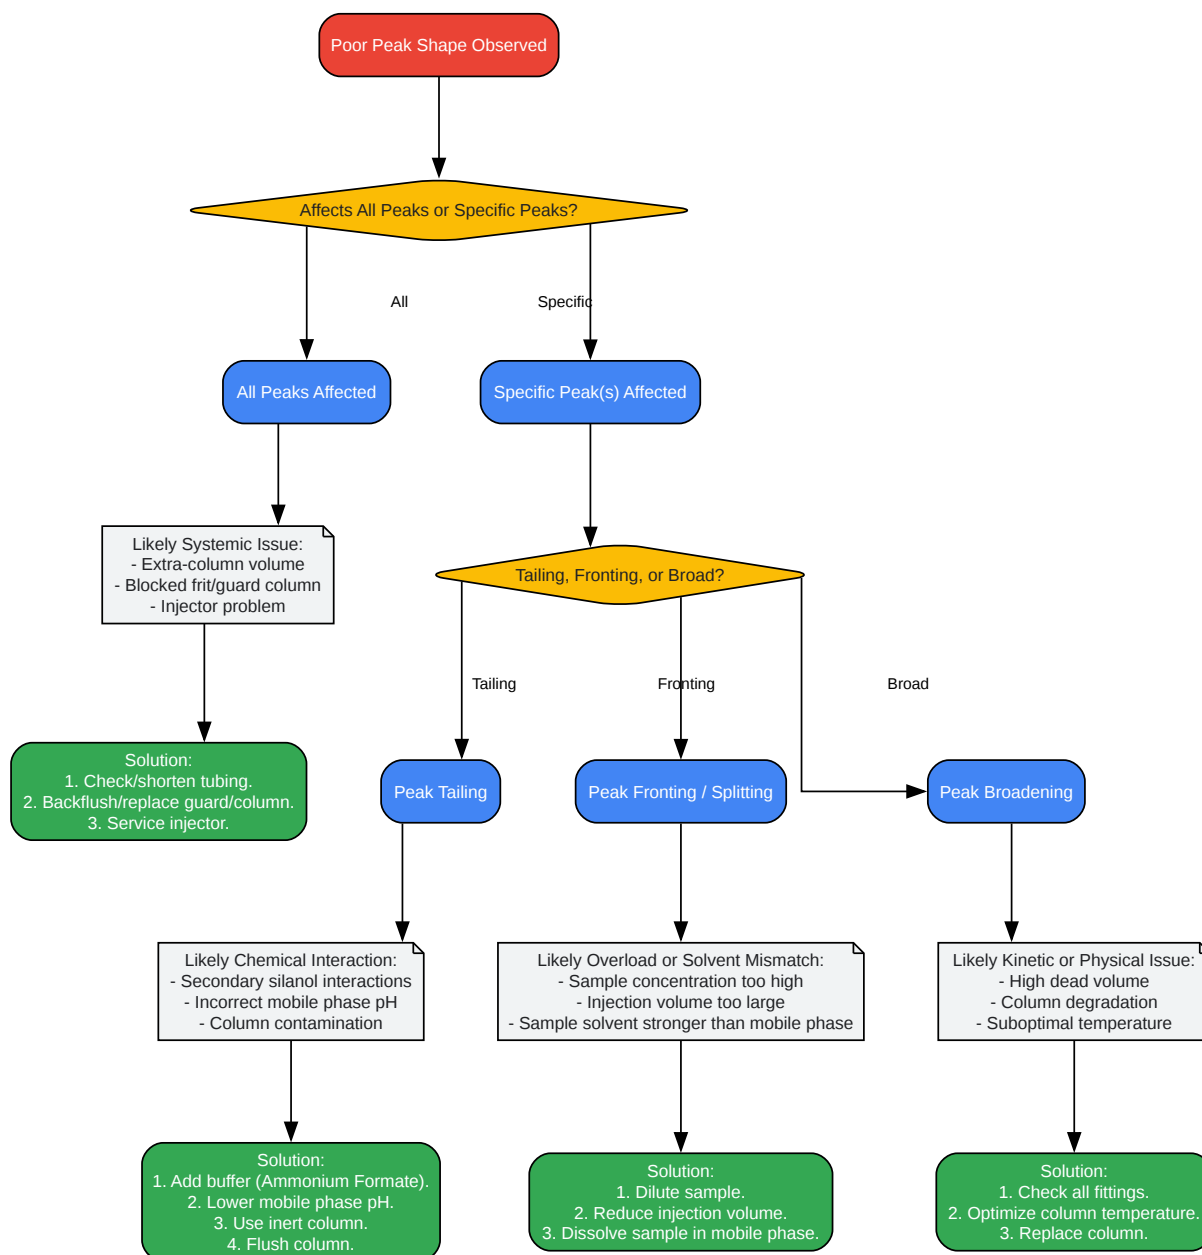 Poor Peak Shape Observed
Affects All Peaks or Specific Peaks?
All
Specific
All Peaks Affected
Specific Peak(s) Affected
Likely Systemic Issue:
- Extra-column volume
- Blocked frit/guard column
- Injector problem
Tailing, Fronting, or Broad?
Tailing
Fronting
Broad
Solution:
1. Check/shorten tubing.
2. Backflush/replace guard/column.
3. Service injector.
Peak Tailing
Peak Fronting / Splitting
Peak Broadening
Likely Chemical Interaction:
- Secondary silanol interactions
- Incorrect mobile phase pH
- Column contamination
Likely Overload or Solvent Mismatch:
- Sample concentration too high
- Injection volume too large
- Sample solvent stronger than mobile phase
Likely Kinetic or Physical Issue:
- High dead volume
- Column degradation
- Suboptimal temperature
Solution:
1. Add buffer (Ammonium Formate).
2. Lower mobile phase pH.
3. Use inert column.
4. Flush column.
Solution:
1. Dilute sample.
2. Reduce injection volume.
3. Dissolve sample in mobile phase.
Solution:
1. Check all fittings.
2. Optimize column temperature.
3. Replace column.